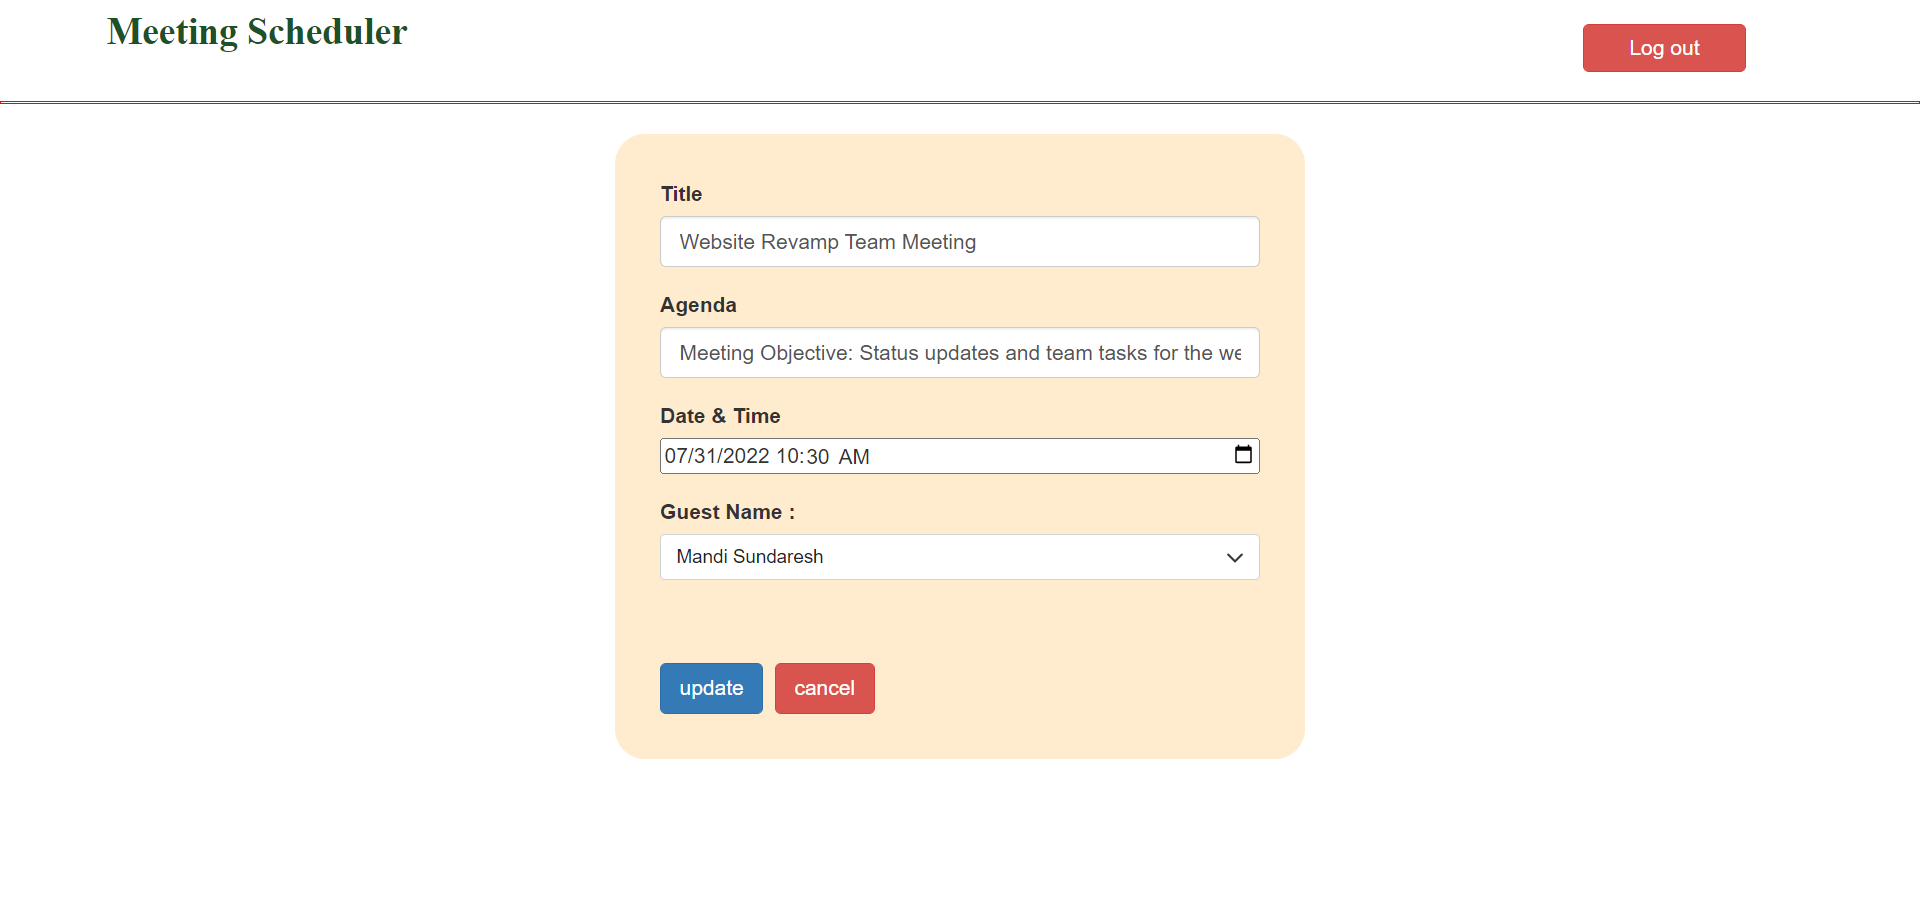 Meeting Scheduler
Log out
Title
Website Revamp Team Meeting
Agenda
Meeting Objective: Status updates and team tasks for the
Date & Time
07/31/2022 10:30 AM
Guest Name :
Mandi Sundaresh
update
cancel